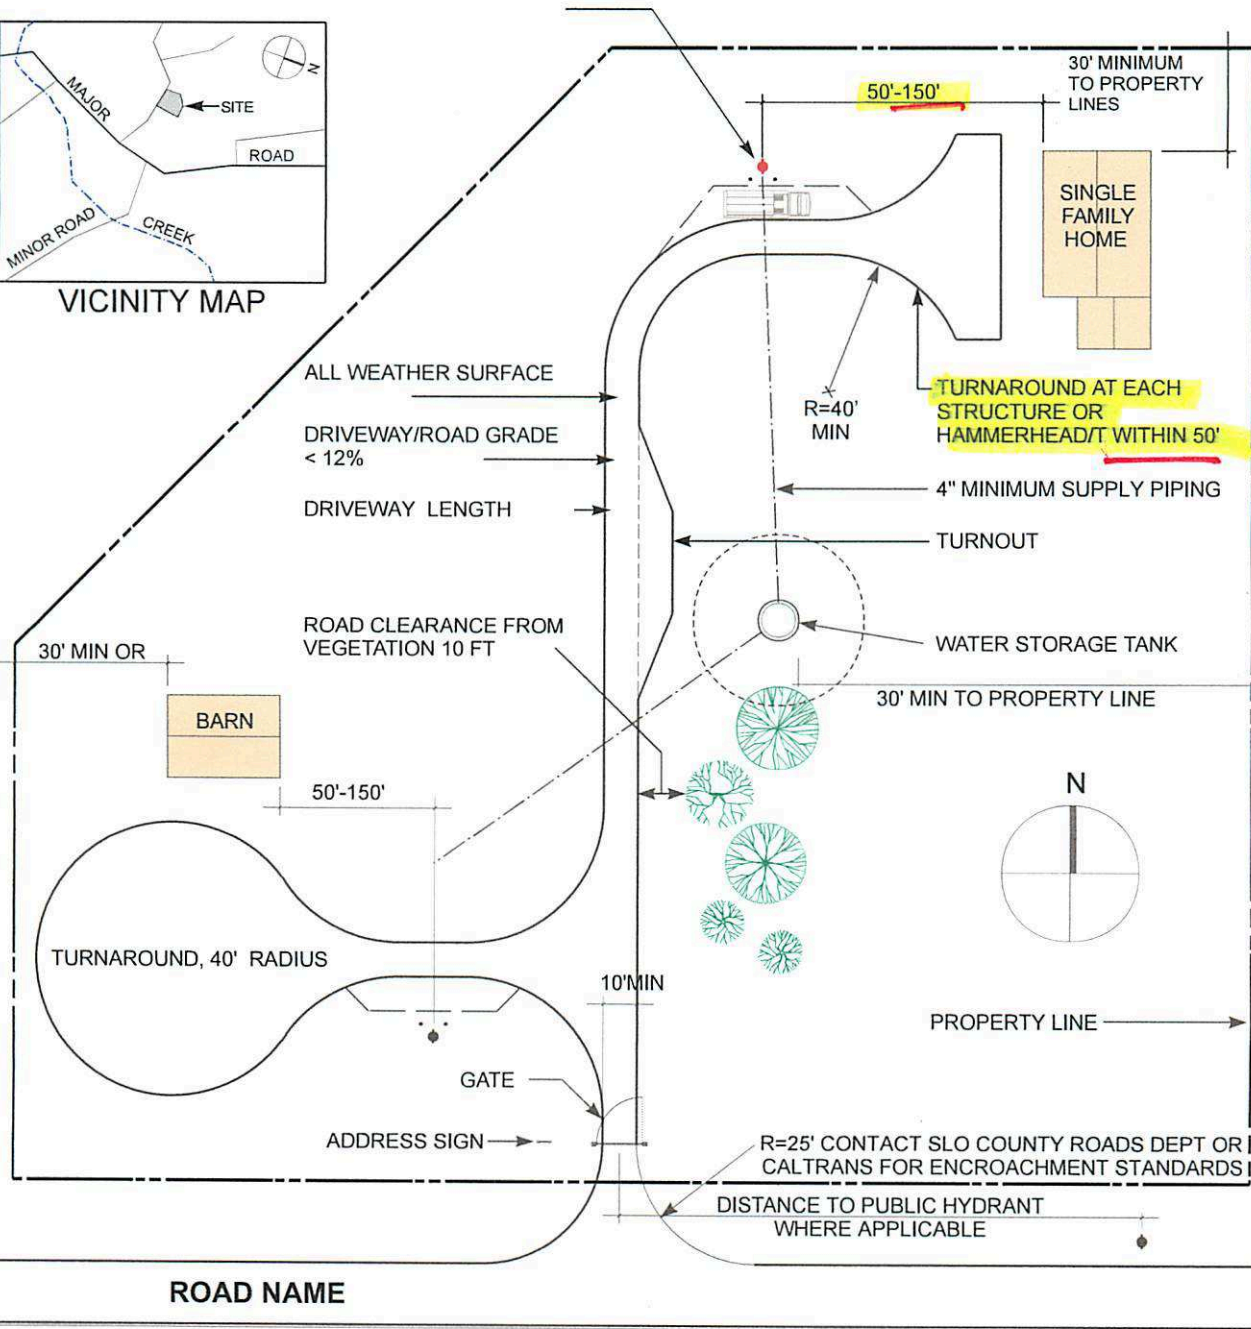 MAJOR
N
SITE
ROAD
MINOR ROAD
CREEK
VICINITY MAP
50'-150'
30' MINIMUM
TO PROPERTY
LINES
SINGLE
FAMILY
HOME
ALL WEATHER SURFACE
R=40'
MIN
TURNAROUND AT EACH
STRUCTURE OR
HAMMERHEAD/T WITHIN 50'
DRIVEWAY/ROAD GRADE
< 12%
4" MINIMUM SUPPLY PIPING
DRIVEWAY LENGTH
TURNOUT
ROAD CLEARANCE FROM
VEGETATION 10 FT
WATER STORAGE TANK
30' MIN OR
30' MIN TO PROPERTY LINE
BARN
50'-150'
N
TURNAROUND, 40' RADIUS
10'MIN
PROPERTY LINE
GATE
ADDRESS SIGN
R=25' CONTACT SLO COUNTY ROADS DEPT OR
CALTRANS FOR ENCROACHMENT STANDARDS
DISTANCE TO PUBLIC HYDRANT
WHERE APPLICABLE
ROAD NAME